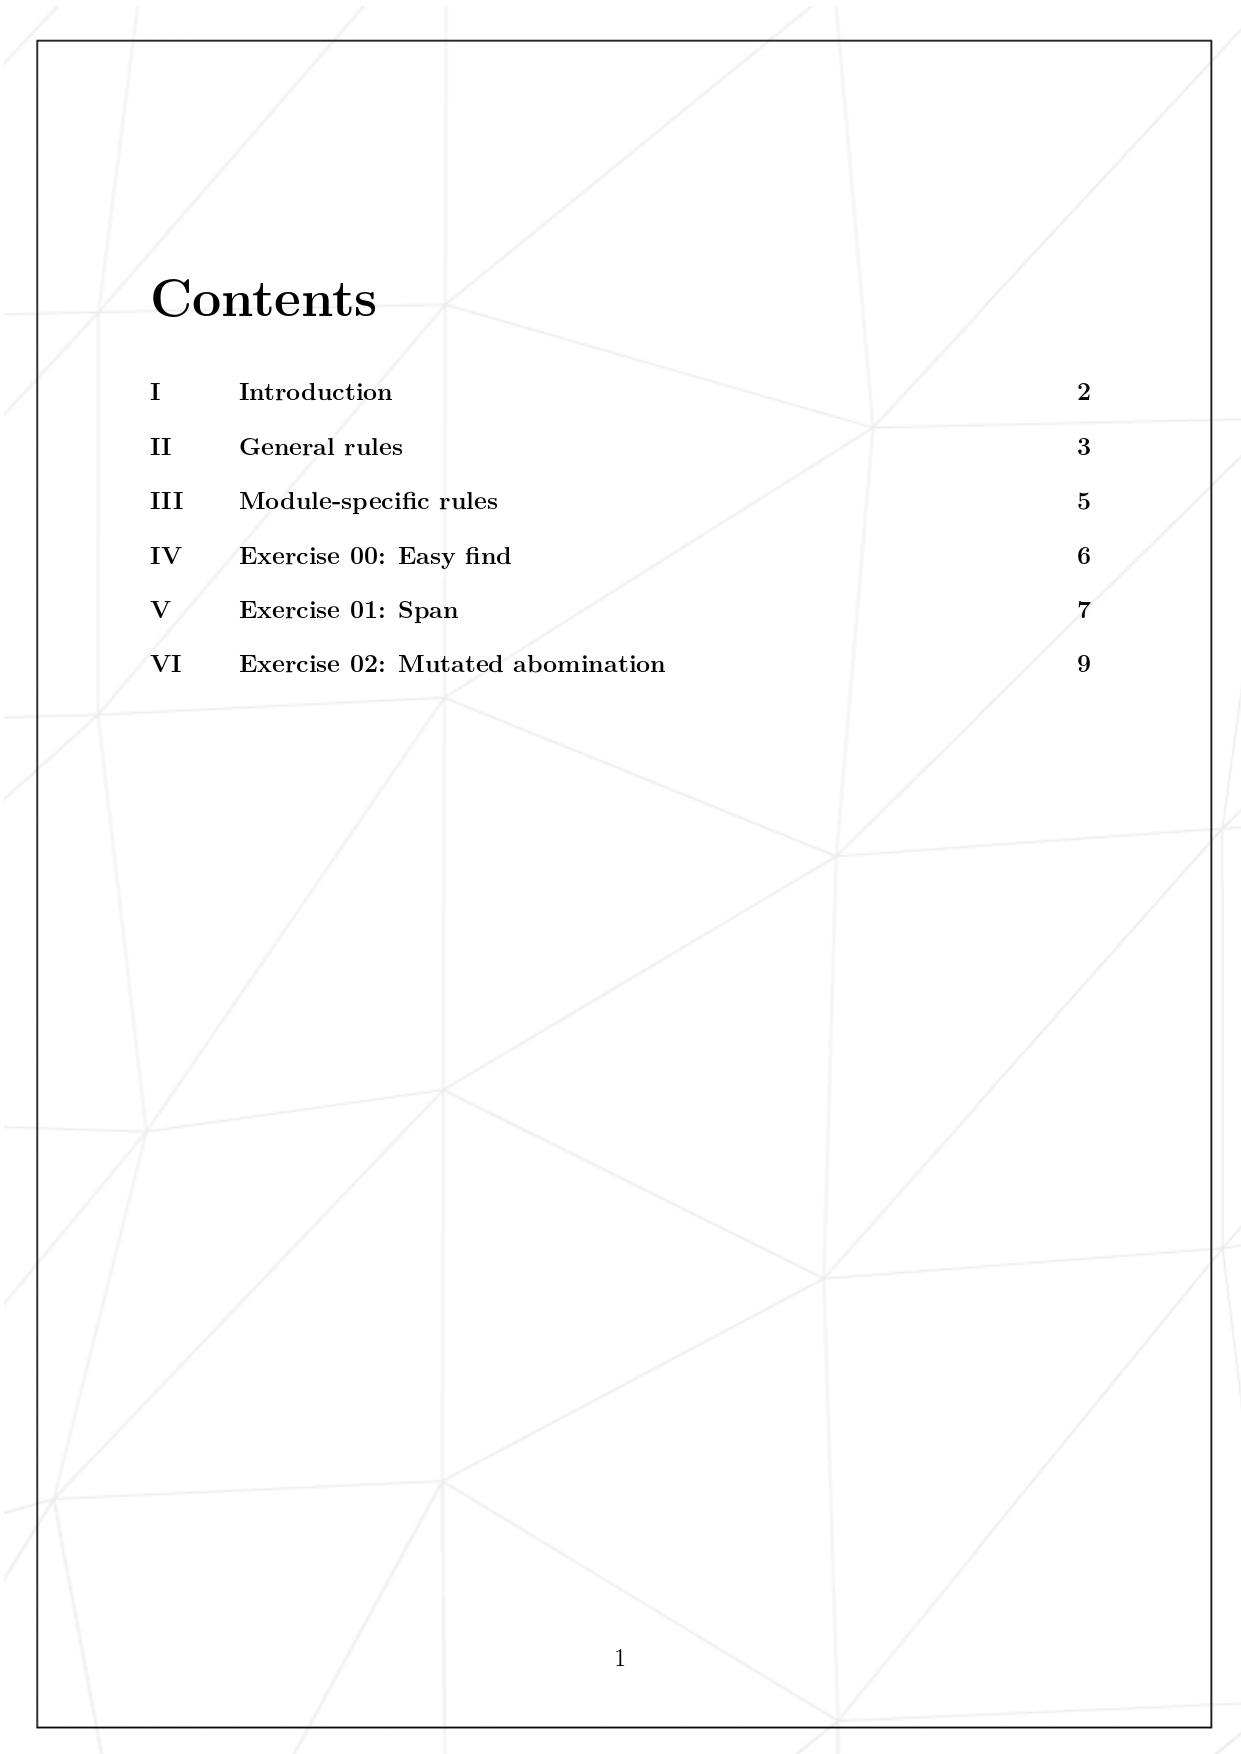 Contents
I Introduction 2
II General rules 3
III Module-specific rules 5
IV Exercise 00: Easy find 6
V Exercise 01: Span 7
VI Exercise 02: Mutated abomination 9
1